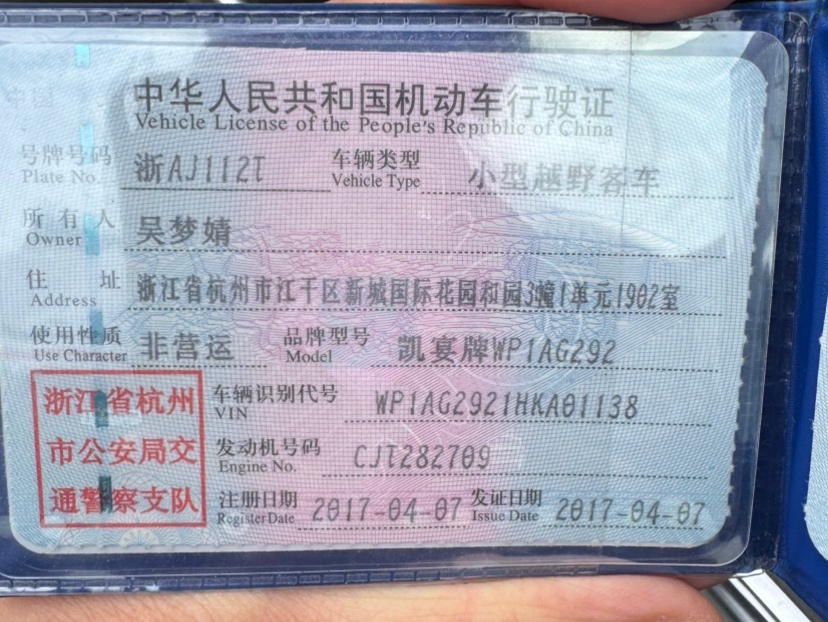 中华人民共和国机动车行驶证
Vehicle License of the People's Republic of China
号牌号码 Plate No. 浙AJ112T 车辆类型 Vehicle Type 小型越野客车
所有人 Owner 吴梦婧
住址 Address 浙江省杭州市江干区新城国际花园和园3幢1单元1902室
使用性质 Use Character 非营运 品牌型号 Model 凯宴牌WP1AG292
浙江省杭州市公安局交通警察支队
车辆识别代号 VIN WP1AG2921HKA01138
发动机号码 Engine No. CJT282709
注册日期 Register Date 2017-04-07 发证日期 Issue Date 2017-04-07